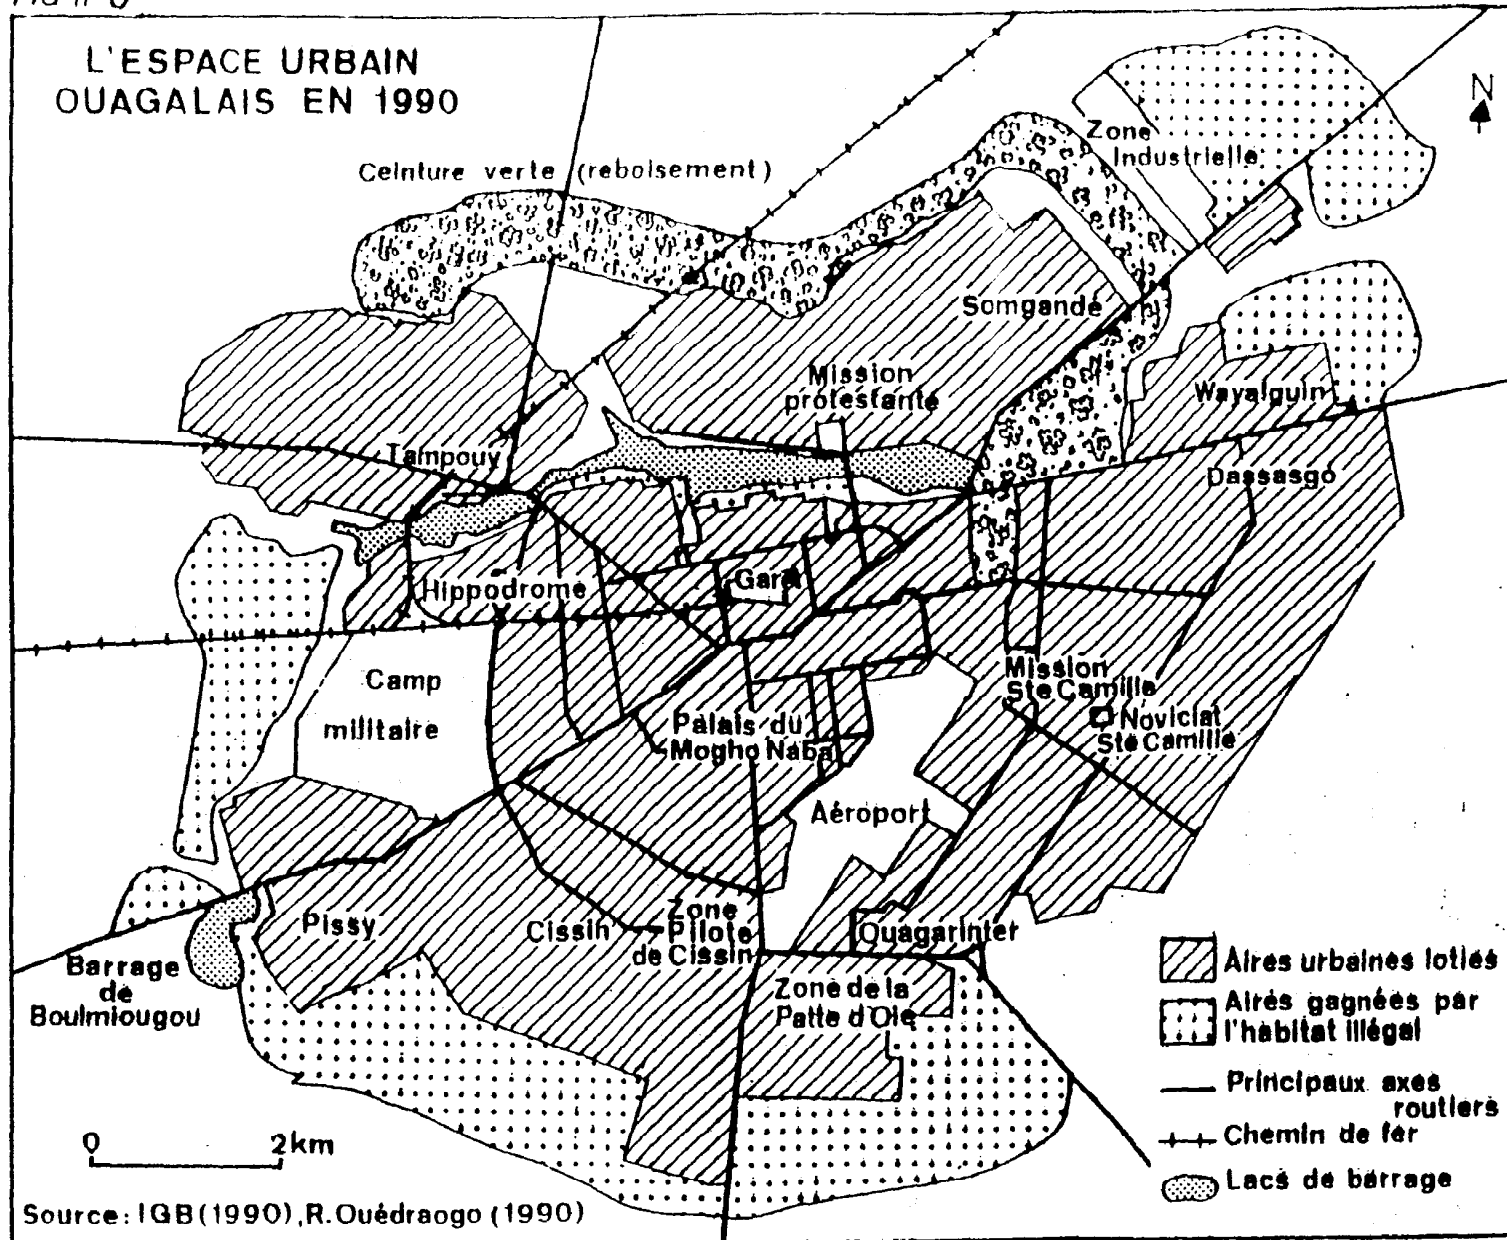 L'ESPACE URBAIN
OUAGALAIS EN 1990
N
Ceinture verte (reboisement)
Zone
Industrielle
Somgandé
Mission
protestante
Wayalguin
Tampouy
Dassasgo
Hippodrome
Gare
Camp
militaire
Mission
Ste Camille
Noviciat
Ste Camille
Palais du
Mogho Naba
Aéroport
Pissy
Cissin
Zone
Pilote
de Cissin
Ouagarinter
Barrage
de
Boulmiougou
Zone de la
Patte d'Oie
Aires urbaines loties
Aires gagnées par
l'habitat illégal
Principaux axes
routiers
Chemin de fer
Lacs de barrage
0 2km
Source: IGB (1990), R. Ouédraogo (1990)